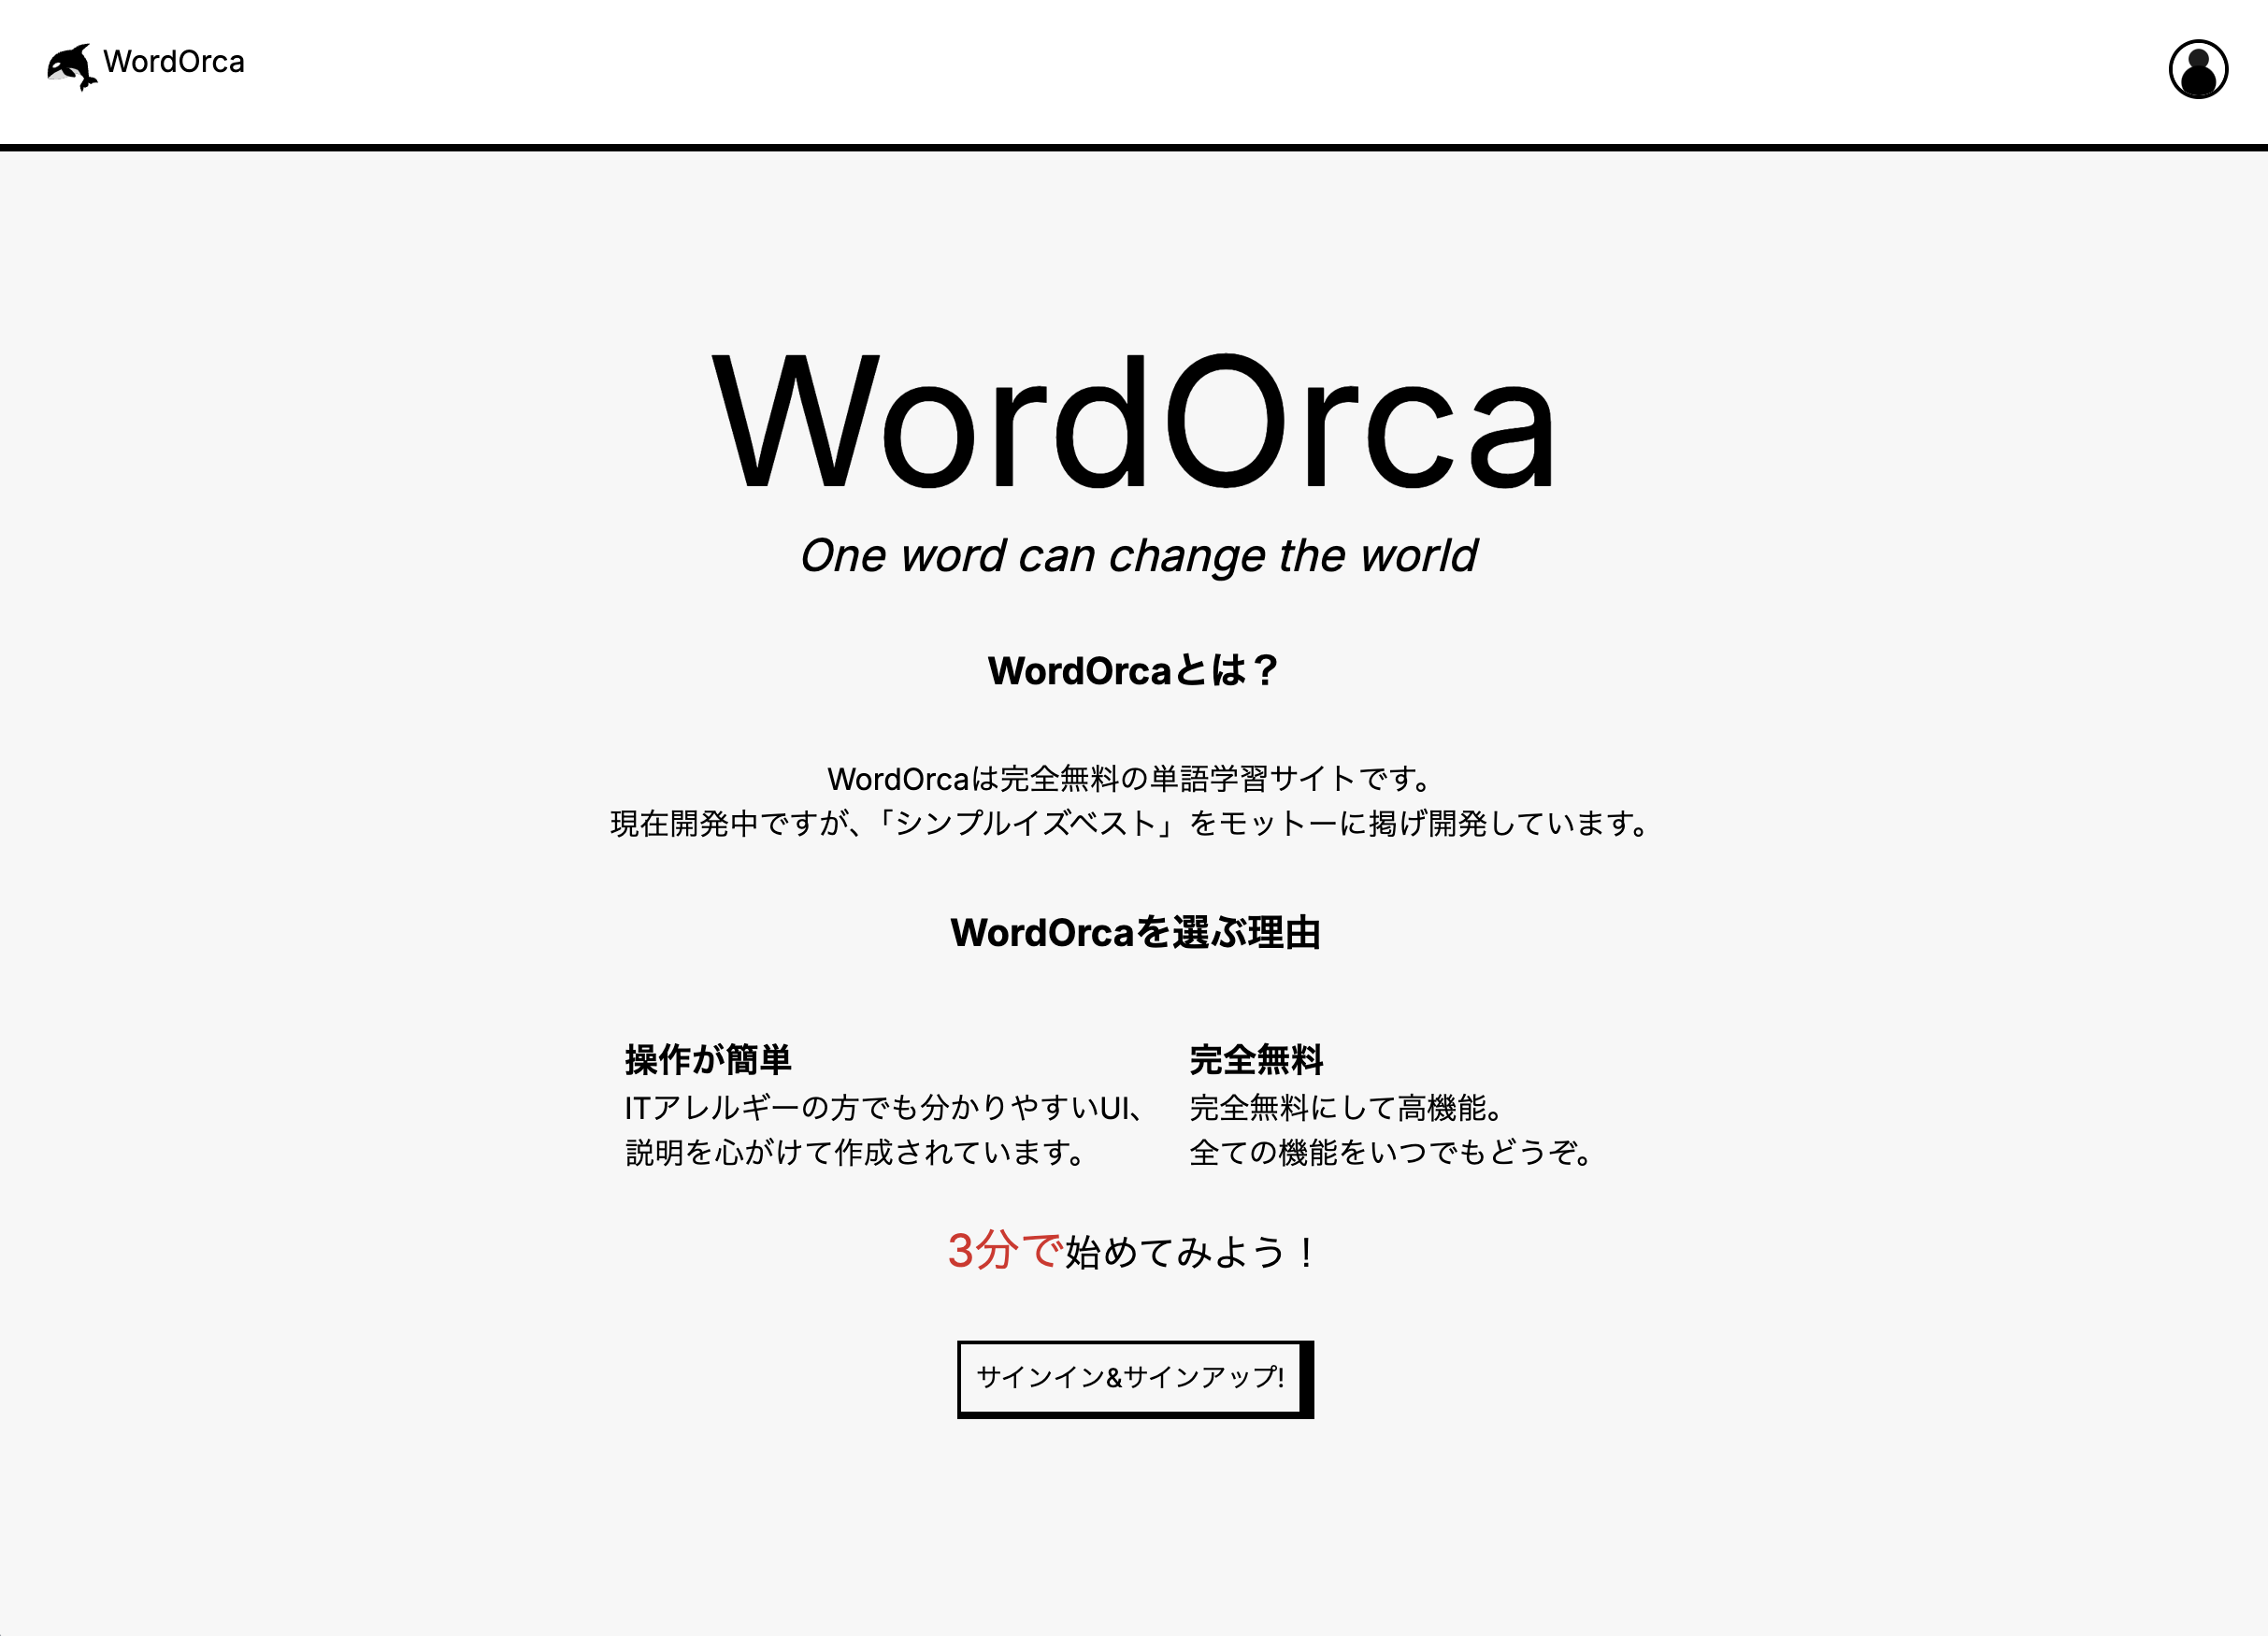 WordOrca
WordOrca
One word can change the world
WordOrcaとは？
WordOrcaは完全無料の単語学習サイトです。
現在開発中ですが、「シンプルイズベスト」をモットーに掲げ開発しています。
WordOrcaを選ぶ理由
操作が簡単
ITアレルギーの方でも分かりやすいUI、
説明を心がけて作成されています。
完全無料
完全無料にして高機能。
全ての機能をいつでもどうぞ。
3分で始めてみよう！
サインイン&サインアップ!